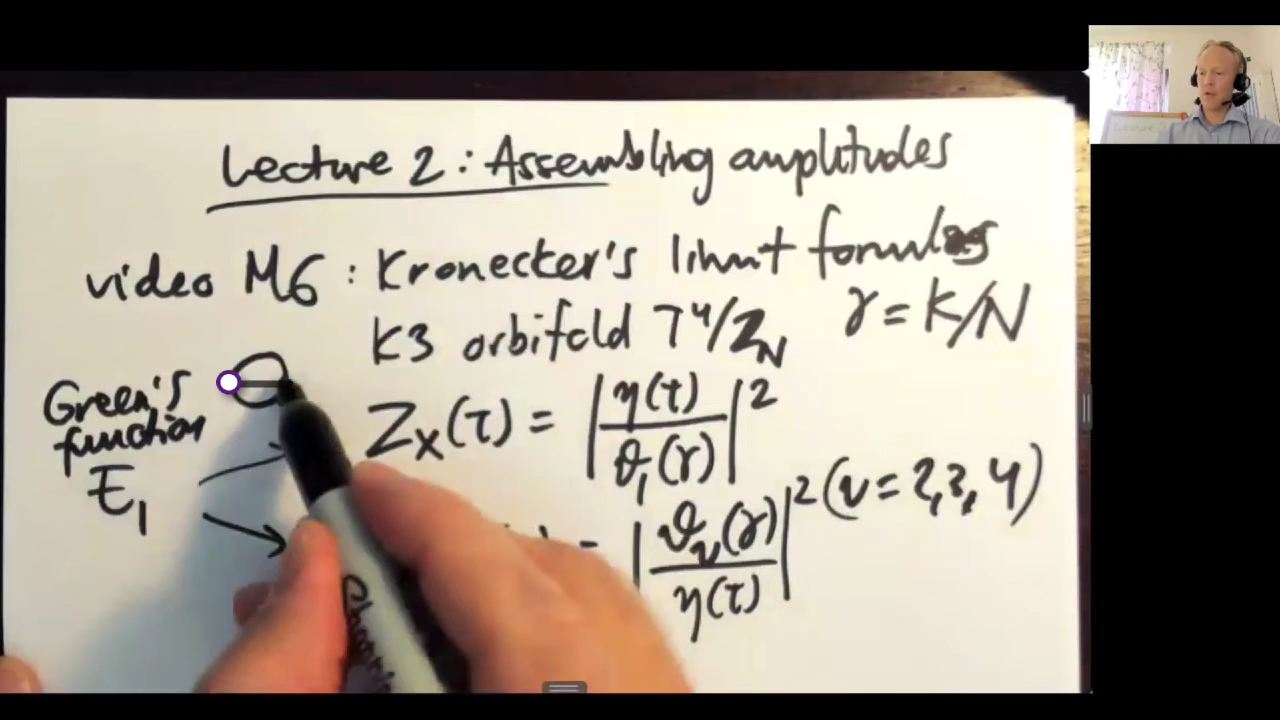 Lecture 2: Assembling amplitudes
video M6: Kronecker's limit formulas
K3 orbifold T⁴/Z_N γ = K/N
Green's function
E₁
Z_X(τ) = |η(τ)/ϑ₁(γ)|²
= |ϑ_ν(γ)/η(τ)|² (ν = 2, 3, 4)
Sharpie